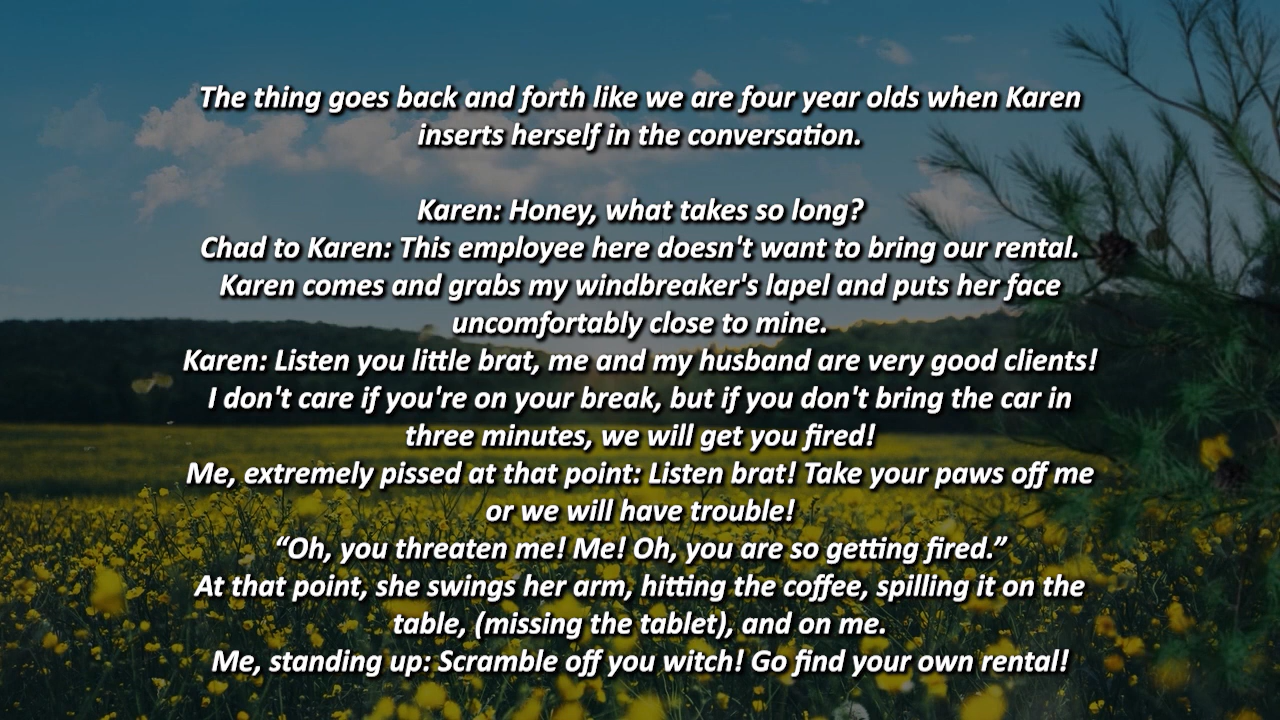 The thing goes back and forth like we are four year olds when Karen
inserts herself in the conversation.
Karen: Honey, what takes so long?
Chad to Karen: This employee here doesn't want to bring our rental.
Karen comes and grabs my windbreaker's lapel and puts her face
uncomfortably close to mine.
Karen: Listen you little brat, me and my husband are very good clients!
I don't care if you're on your break, but if you don't bring the car in
three minutes, we will get you fired!
Me, extremely pissed at that point: Listen brat! Take your paws off me
or we will have trouble!
“Oh, you threaten me! Me! Oh, you are so getting fired.”
At that point, she swings her arm, hitting the coffee, spilling it on the
table, (missing the tablet), and on me.
Me, standing up: Scramble off you witch! Go find your own rental!